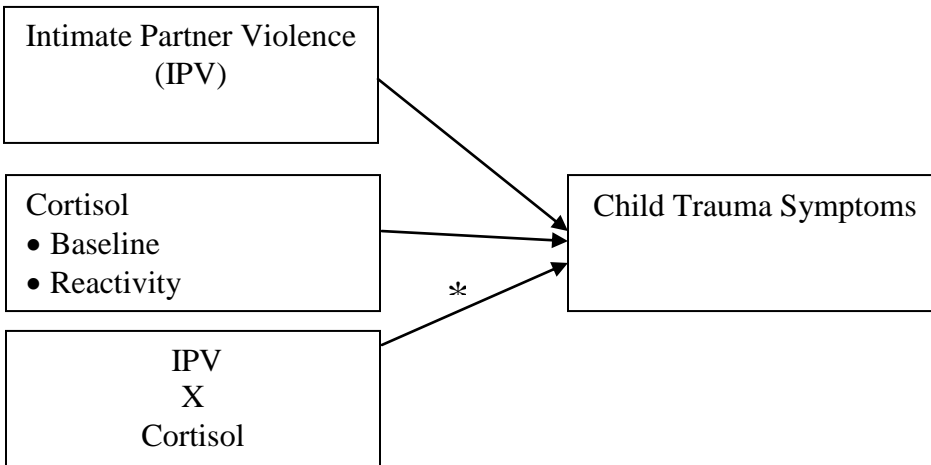 Intimate Partner Violence
(IPV)
Cortisol
• Baseline
• Reactivity
Child Trauma Symptoms
*
IPV
X
Cortisol